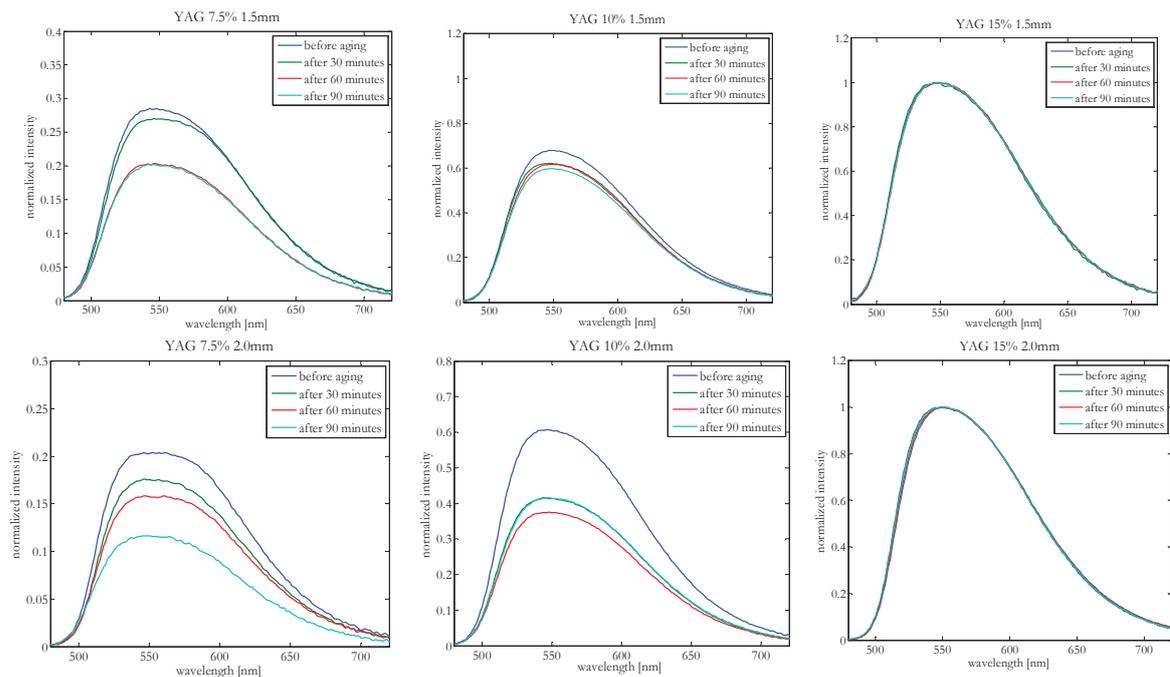 YAG 7.5% 1.5mm
0.4
0.35
0.3
0.25
0.2
0.15
0.1
0.05
0
normalized intensity
before aging
after 30 minutes
after 60 minutes
after 90 minutes
500 550 600 650 700
wavelength [nm]
YAG 10% 1.5mm
1.2
1
0.8
0.6
0.4
0.2
0
normalized intensity
before aging
after 30 minutes
after 60 minutes
after 90 minutes
500 550 600 650 700
wavelength [nm]
YAG 15% 1.5mm
1.2
1
0.8
0.6
0.4
0.2
0
normalized intensity
before aging
after 30 minutes
after 60 minutes
after 90 minutes
500 550 600 650 700
wavelength [nm]
YAG 7.5% 2.0mm
0.3
0.25
0.2
0.15
0.1
0.05
0
normalized intensity
before aging
after 30 minutes
after 60 minutes
after 90 minutes
500 550 600 650 700
wavelength [nm]
YAG 10% 2.0mm
0.8
0.7
0.6
0.5
0.4
0.3
0.2
0.1
0
normalized intensity
before aging
after 30 minutes
after 60 minutes
after 90 minutes
500 550 600 650 700
wavelength [nm]
YAG 15% 2.0mm
1.2
1
0.8
0.6
0.4
0.2
0
normalized intensity
before aging
after 30 minutes
after 60 minutes
after 90 minutes
500 550 600 650 700
wavelength [nm]